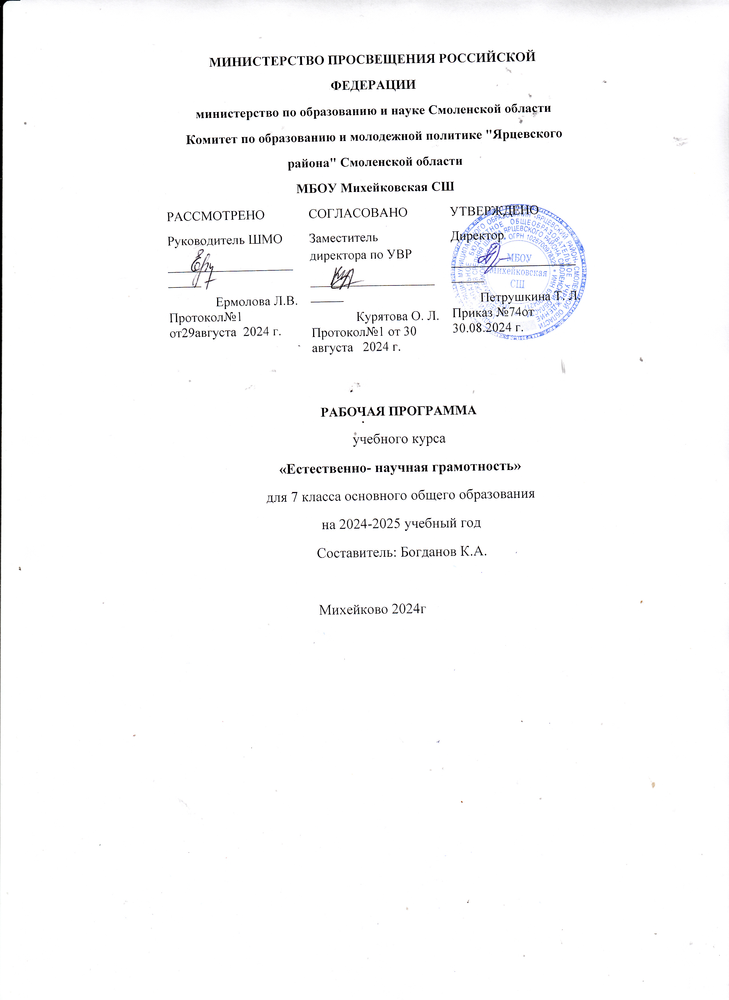 МИНИСТЕРСТВО ПРОСВЕЩЕНИЯ РОССИЙСКОЙ
ФЕДЕРАЦИИ
министерство по образованию и науке Смоленской области
Комитет по образованию и молодежной политике "Ярцевского
района" Смоленской области
МБОУ Михейковская СШ
РАССМОТРЕНО
Руководитель ШМО
Ермолова Л.В.
Протокол№1
от29августа 2024 г.
СОГЛАСОВАНО
Заместитель
директора по УВР
Курятова О. Л.
Протокол№1 от 30
августа 2024 г.
УТВЕРЖДЕНО
Директор
Петрушкина Т. Л.
Приказ №74от
30.08.2024 г.
МБОУ
Михейковская
СШ
РАБОЧАЯ ПРОГРАММА
учебного курса
«Естественно- научная грамотность»
для 7 класса основного общего образования
на 2024-2025 учебный год
Составитель: Богданов К.А.
Михейково 2024г